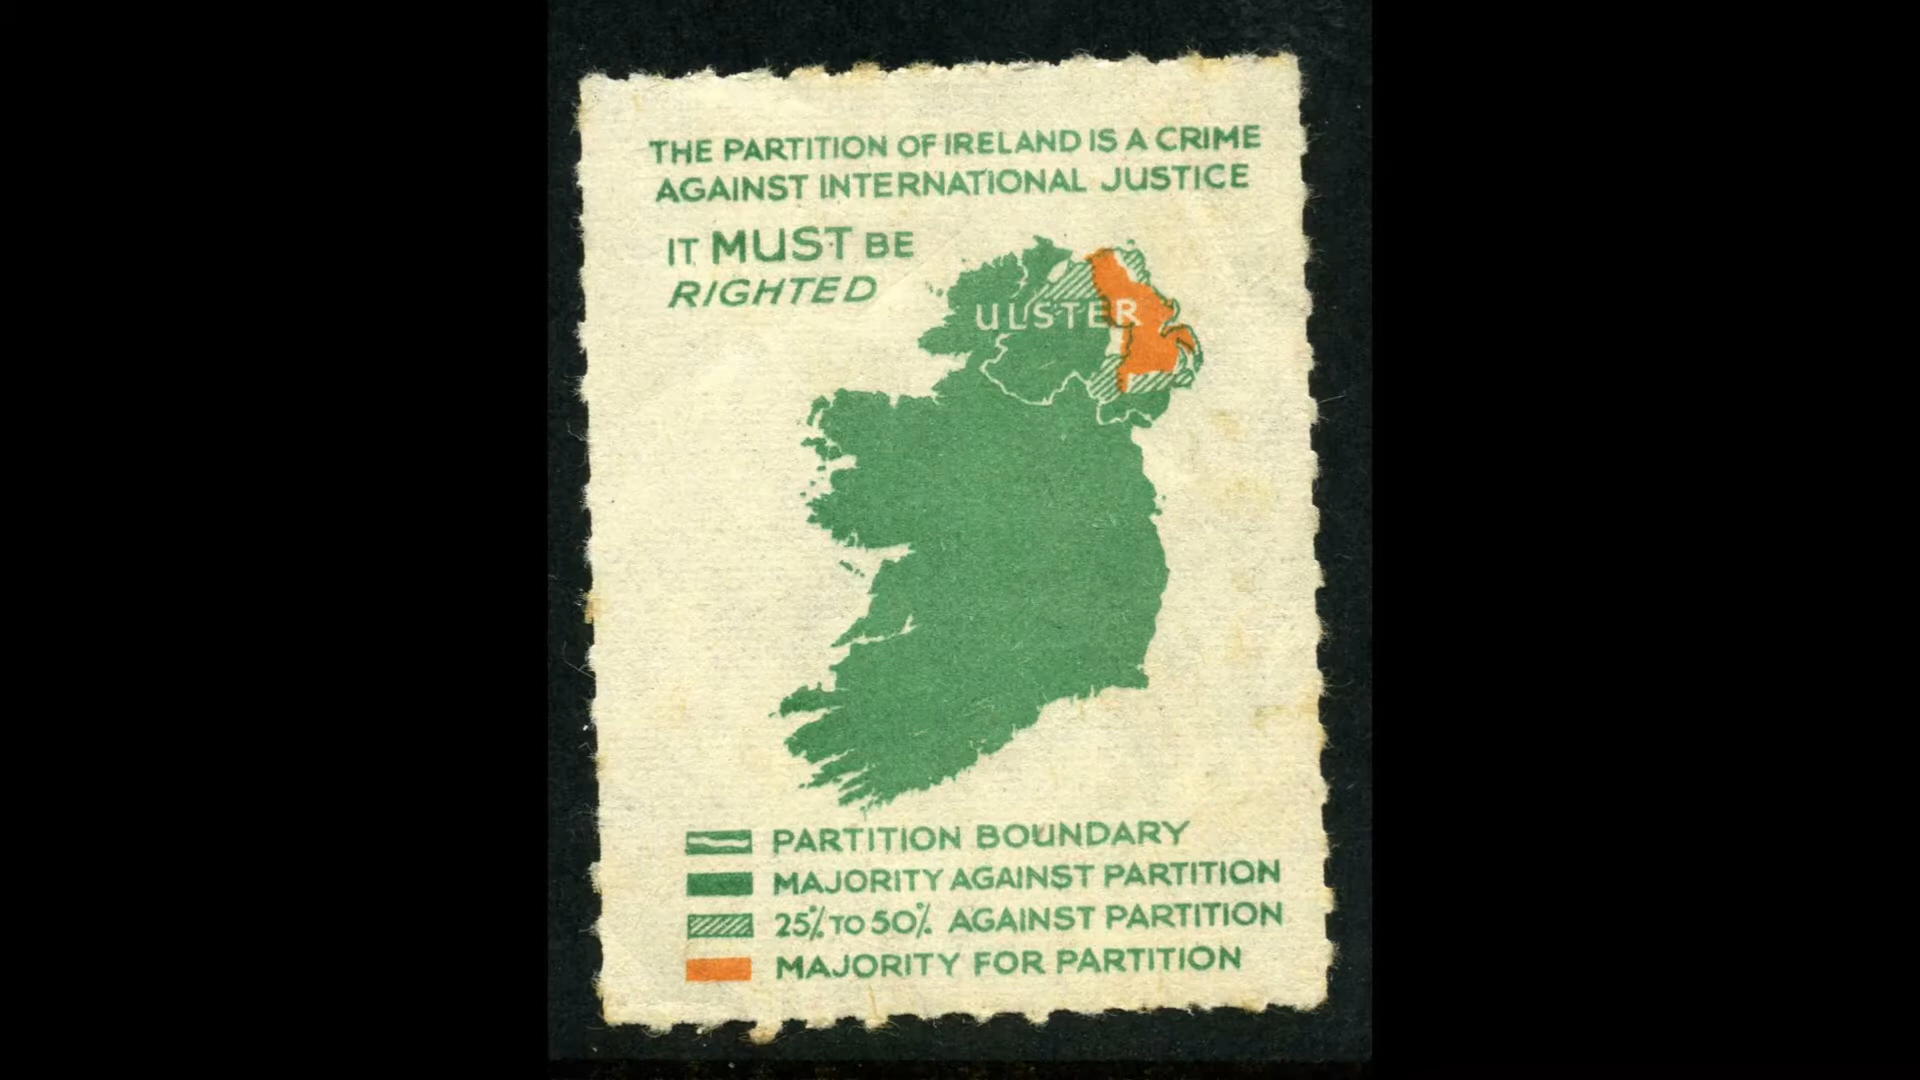 THE PARTITION OF IRELAND IS A CRIME
AGAINST INTERNATIONAL JUSTICE
IT MUST BE
RIGHTED
ULSTER
PARTITION BOUNDARY
MAJORITY AGAINST PARTITION
25% TO 50% AGAINST PARTITION
MAJORITY FOR PARTITION